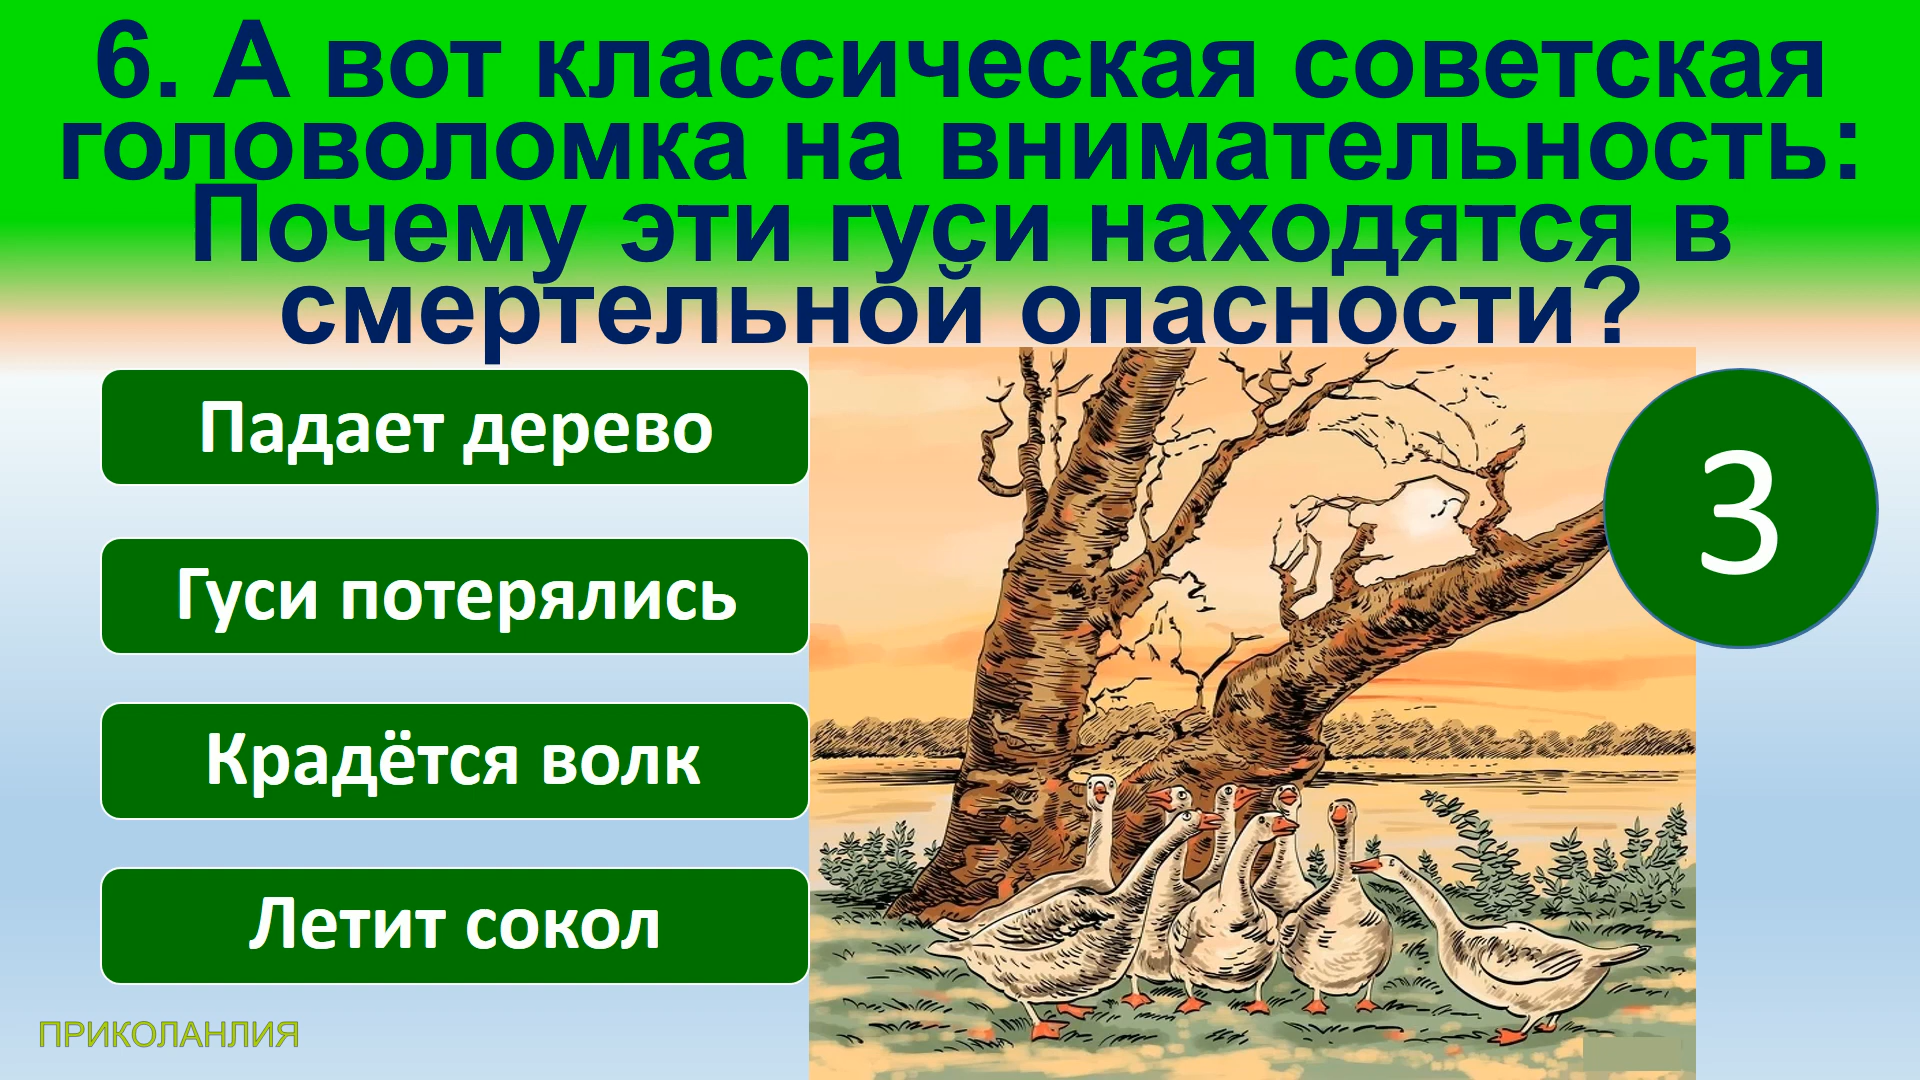 6. А вот классическая советская
головоломка на внимательность:
Почему эти гуси находятся в
смертельной опасности?
Падает дерево
3
Гуси потерялись
Крадётся волк
Летит сокол
ПРИКОЛАНЛИЯ